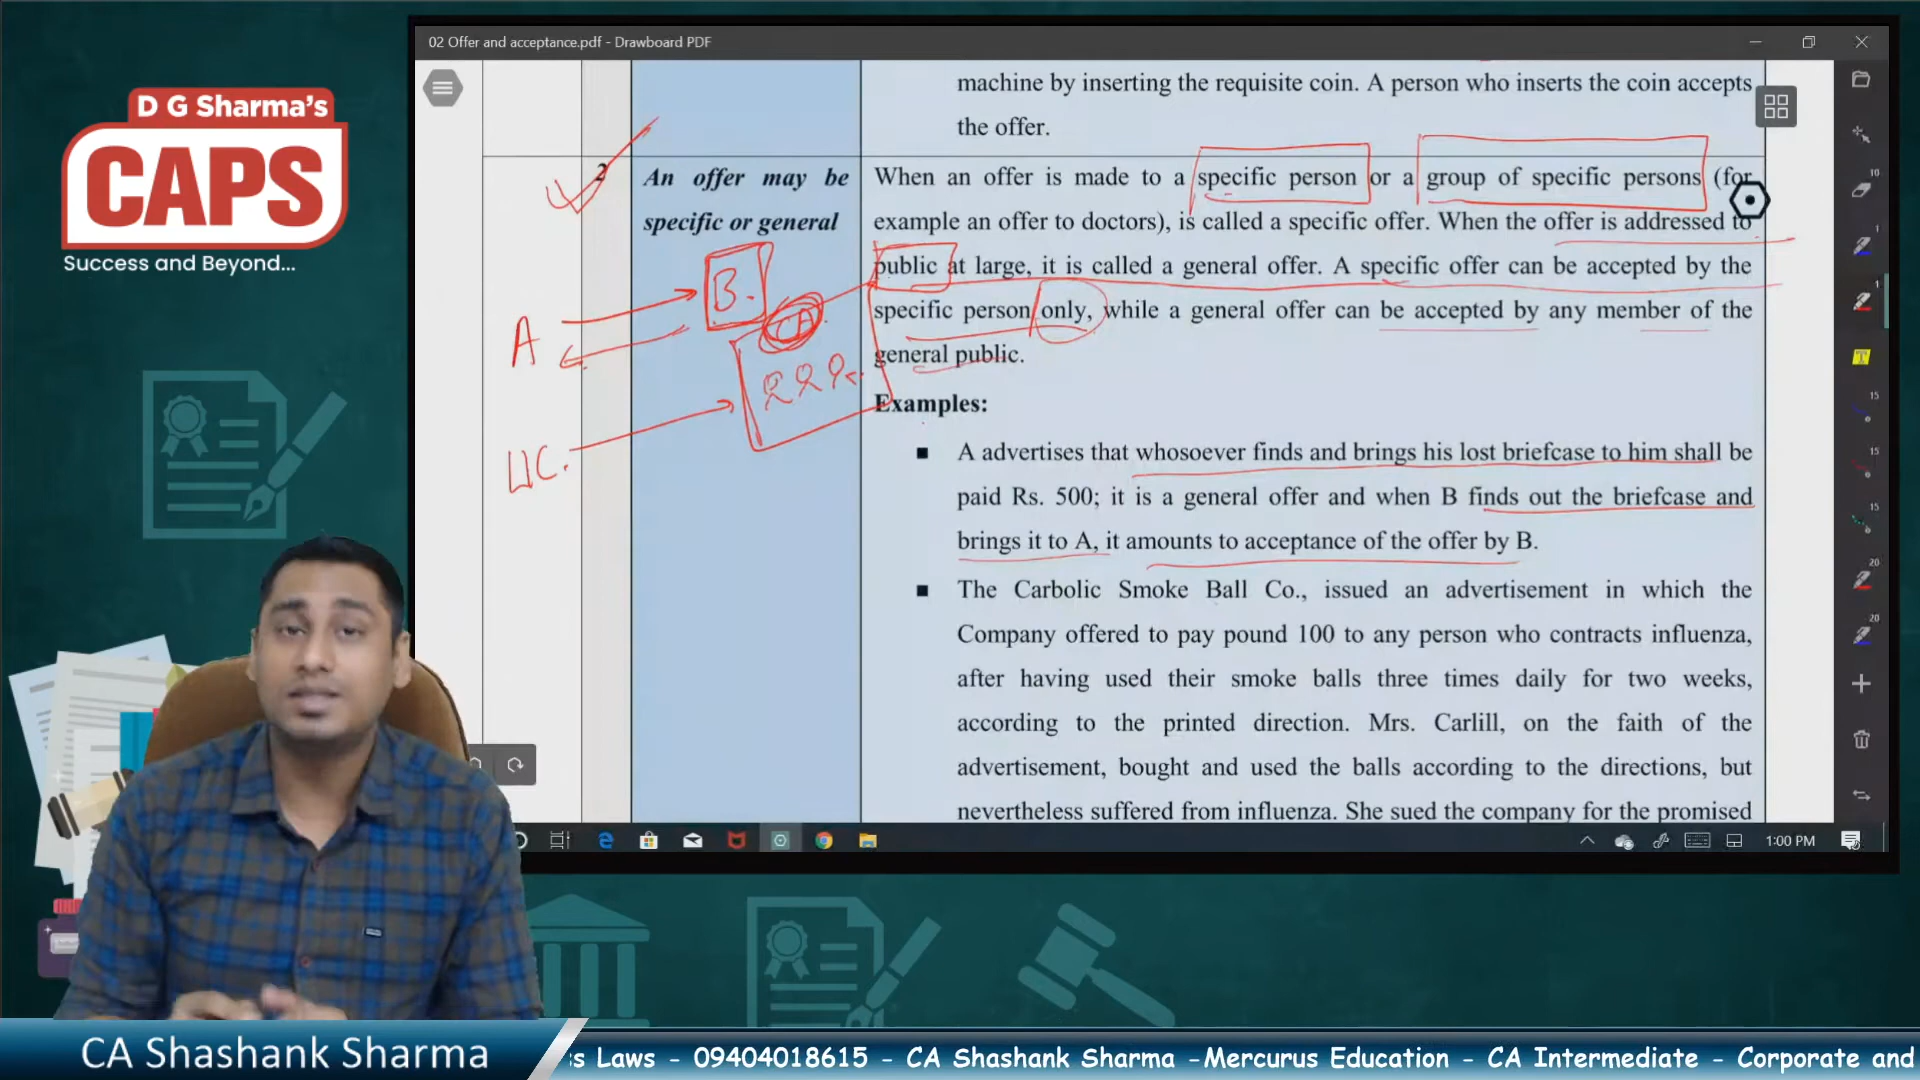 D G Sharma's
CAPS
Success and Beyond...
02 Offer and acceptance.pdf - Drawboard PDF
machine by inserting the requisite coin. A person who inserts the coin accepts
the offer.
2
An offer may be
specific or general
When an offer is made to a specific person or a group of specific persons (for
example an offer to doctors), is called a specific offer. When the offer is addressed to
public at large, it is called a general offer. A specific offer can be accepted by the
specific person only, while a general offer can be accepted by any member of the
general public.
A
B.
CA
Examples:
▪ A advertises that whosoever finds and brings his lost briefcase to him shall be
paid Rs. 500; it is a general offer and when B finds out the briefcase and
brings it to A, it amounts to acceptance of the offer by B.
▪ The Carbolic Smoke Ball Co., issued an advertisement in which the
Company offered to pay pound 100 to any person who contracts influenza,
after having used their smoke balls three times daily for two weeks,
according to the printed direction. Mrs. Carlill, on the faith of the
advertisement, bought and used the balls according to the directions, but
nevertheless suffered from influenza. She sued the company for the promised
10
1
1
15
15
15
20
20
1:00 PM
CA Shashank Sharma
s Laws - 09404018615 - CA Shashank Sharma -Mercurus Education - CA Intermediate - Corporate and